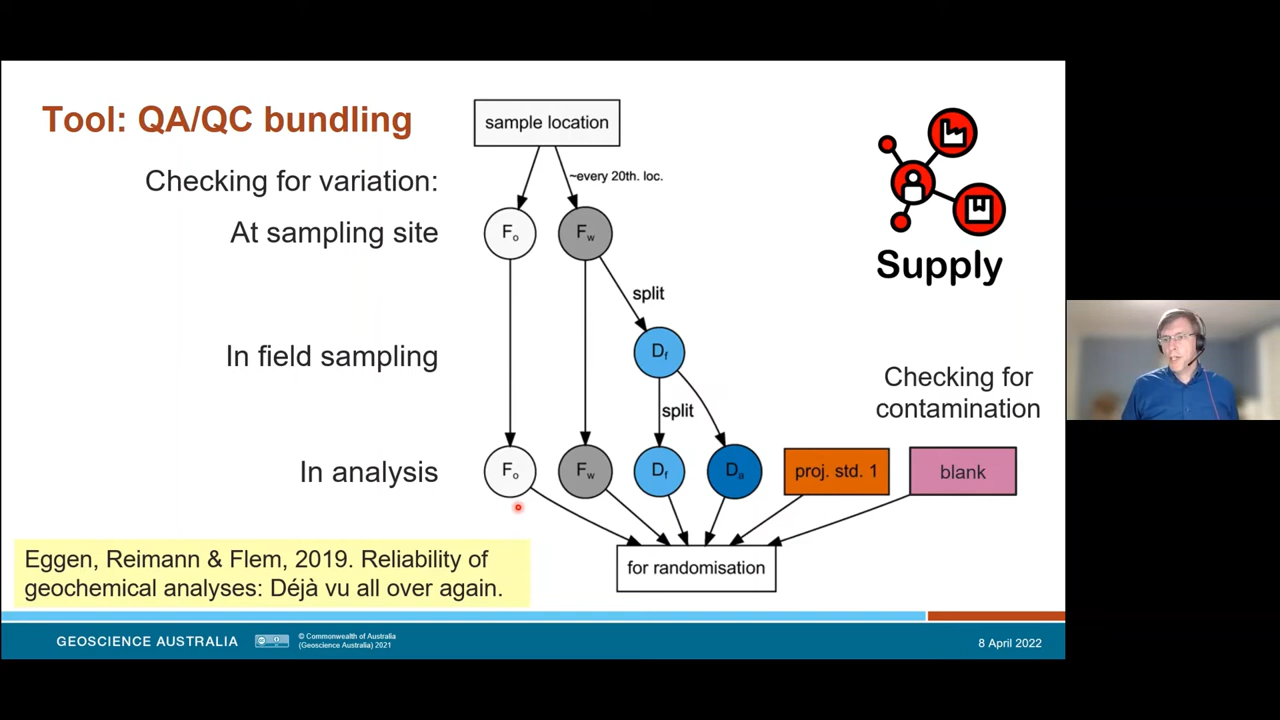 Tool: QA/QC bundling
sample location
Checking for variation:
~every 20th. loc.
At sampling site
Fo
Fw
Supply
split
In field sampling
Df
Checking for
contamination
split
In analysis
Fo
Fw
Df
Da
proj. std. 1
blank
for randomisation
Eggen, Reimann & Flem, 2019. Reliability of
geochemical analyses: Déjà vu all over again.
GEOSCIENCE AUSTRALIA
© Commonwealth of Australia
(Geoscience Australia) 2021
8 April 2022